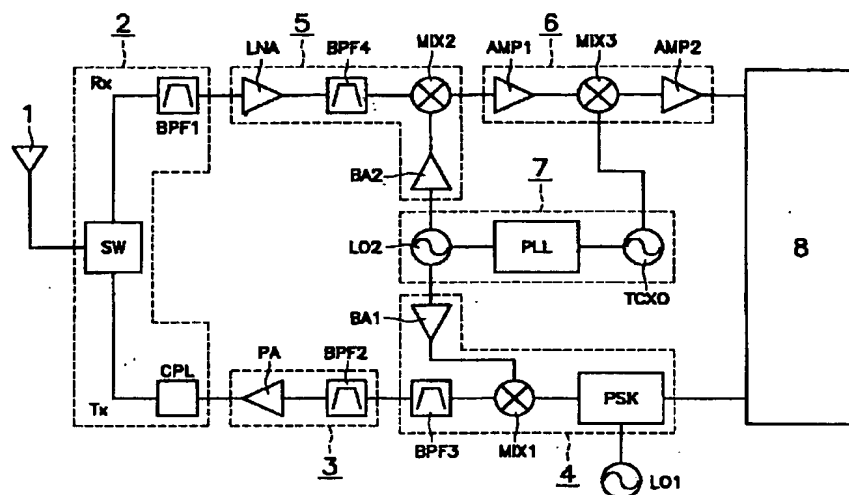 2
5
6
LNA
BPF4
MIX2
AMP1
MIX3
AMP2
Rx
BPF1
1
BA2
7
SW
LO2
PLL
TCXO
8
BA1
CPL
PA
BPF2
PSK
Tx
BPF3
MIX1
3
4
LO1